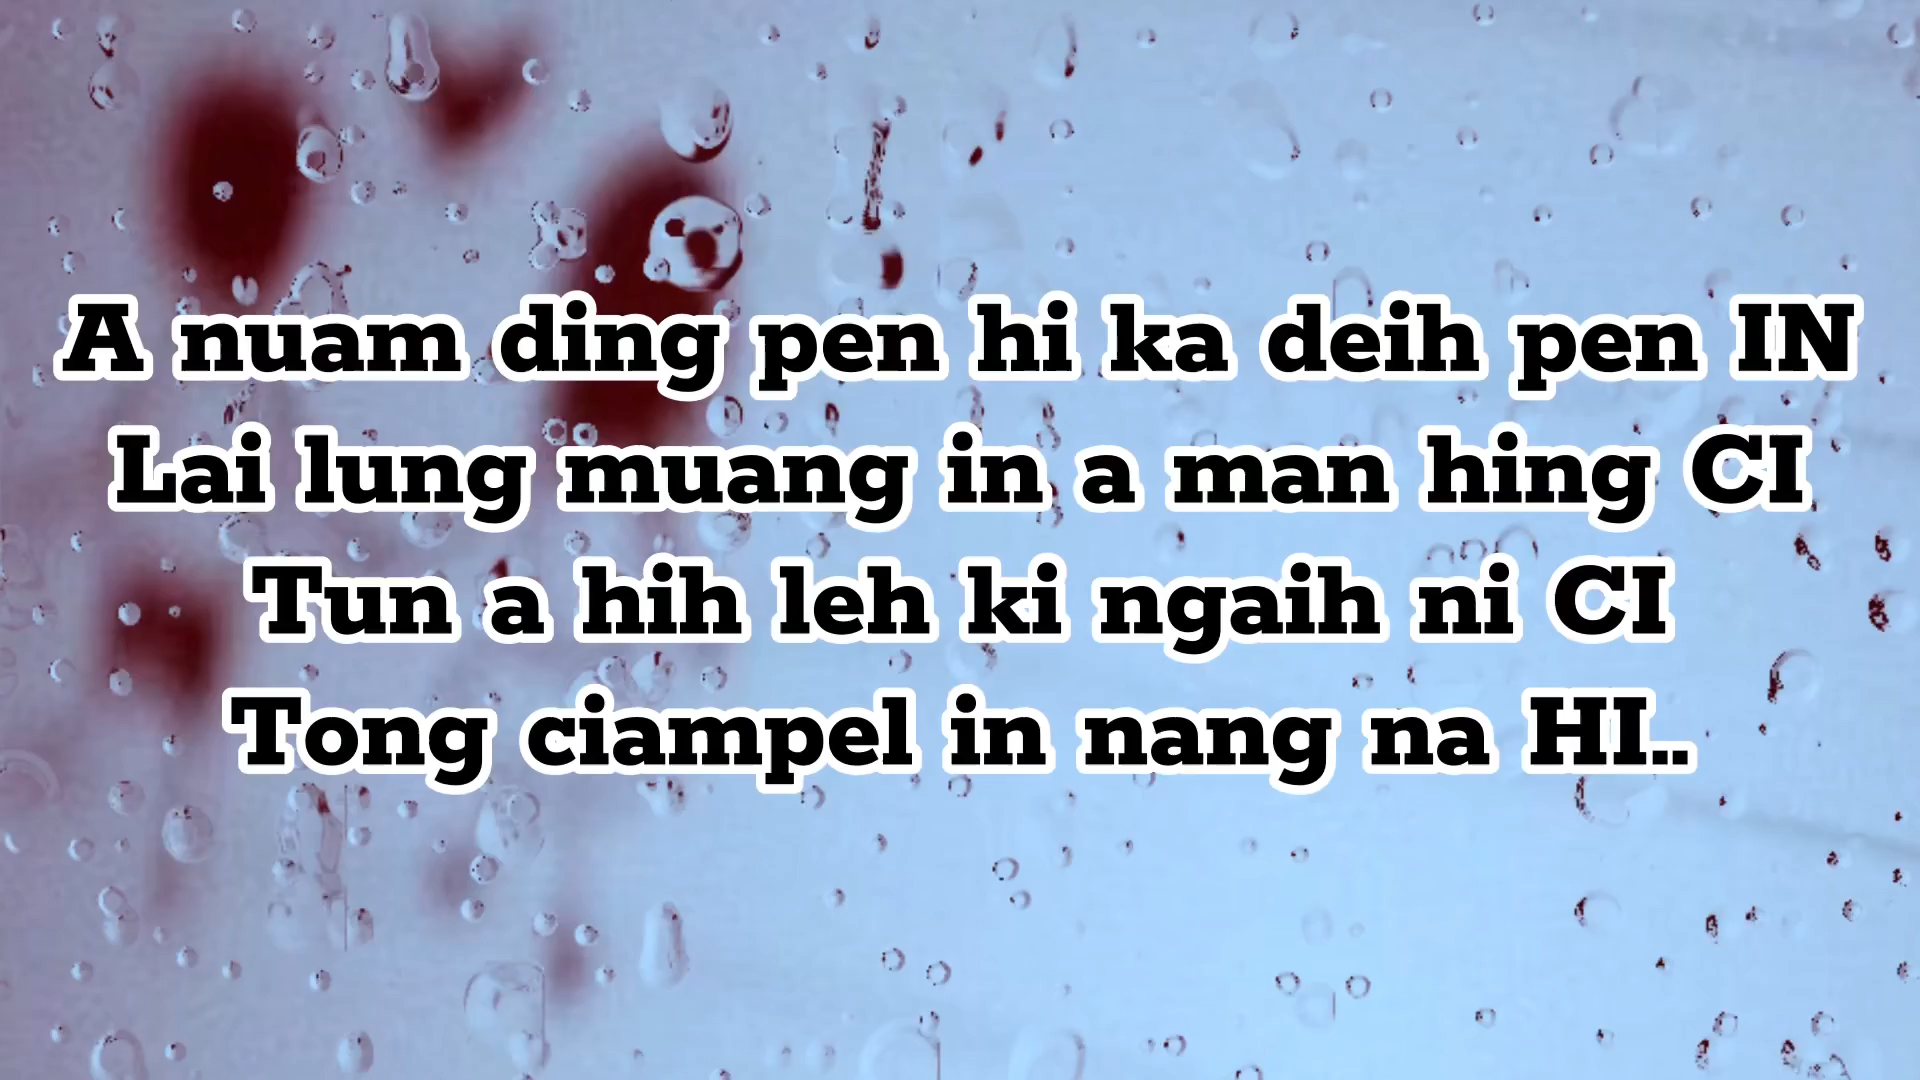 A nuam ding pen hi ka deih pen IN
Lai lung muang in a man hing CI
Tun a hih leh ki ngaih ni CI
Tong ciampel in nang na HI..